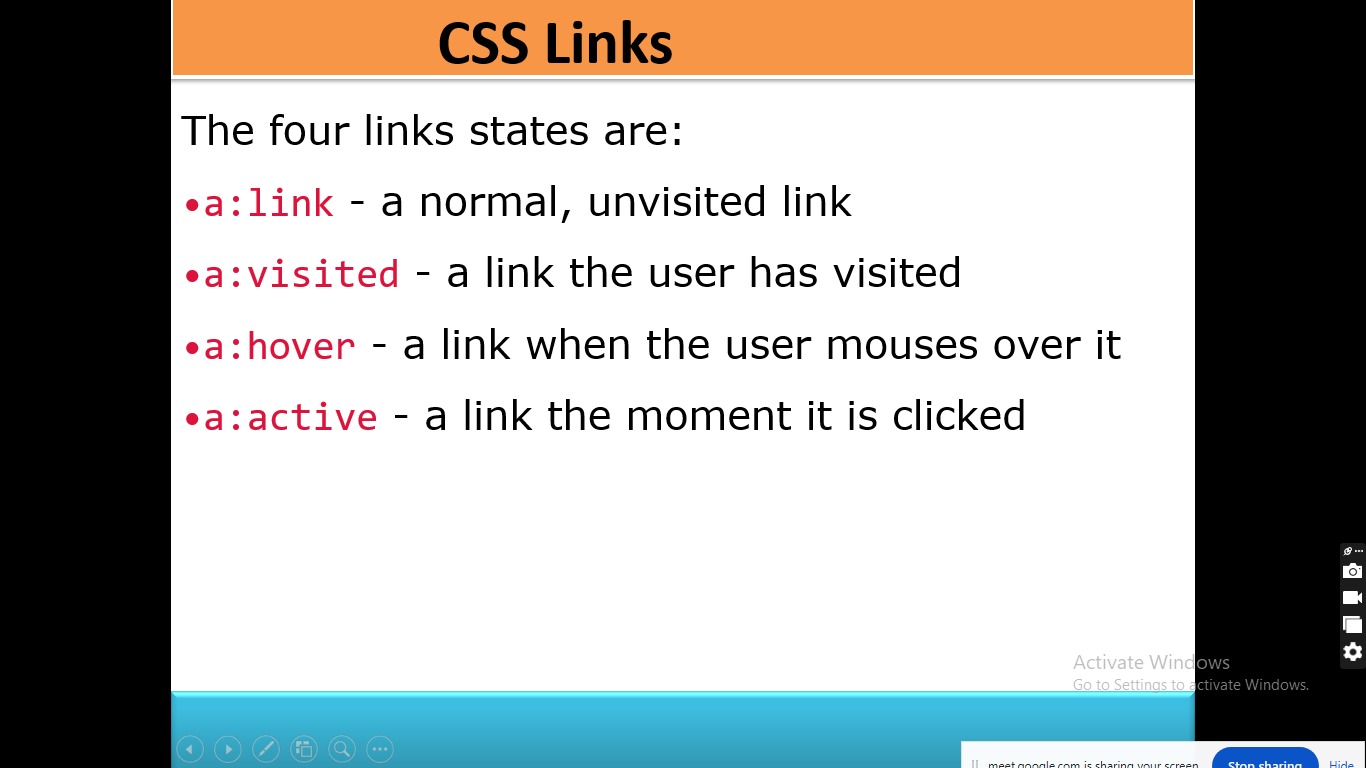 CSS Links
The four links states are:
•a:link - a normal, unvisited link
•a:visited - a link the user has visited
•a:hover - a link when the user mouses over it
•a:active - a link the moment it is clicked
Activate Windows
Go to Settings to activate Windows.
meet.google.com is sharing your screen.
Stop sharing
Hide